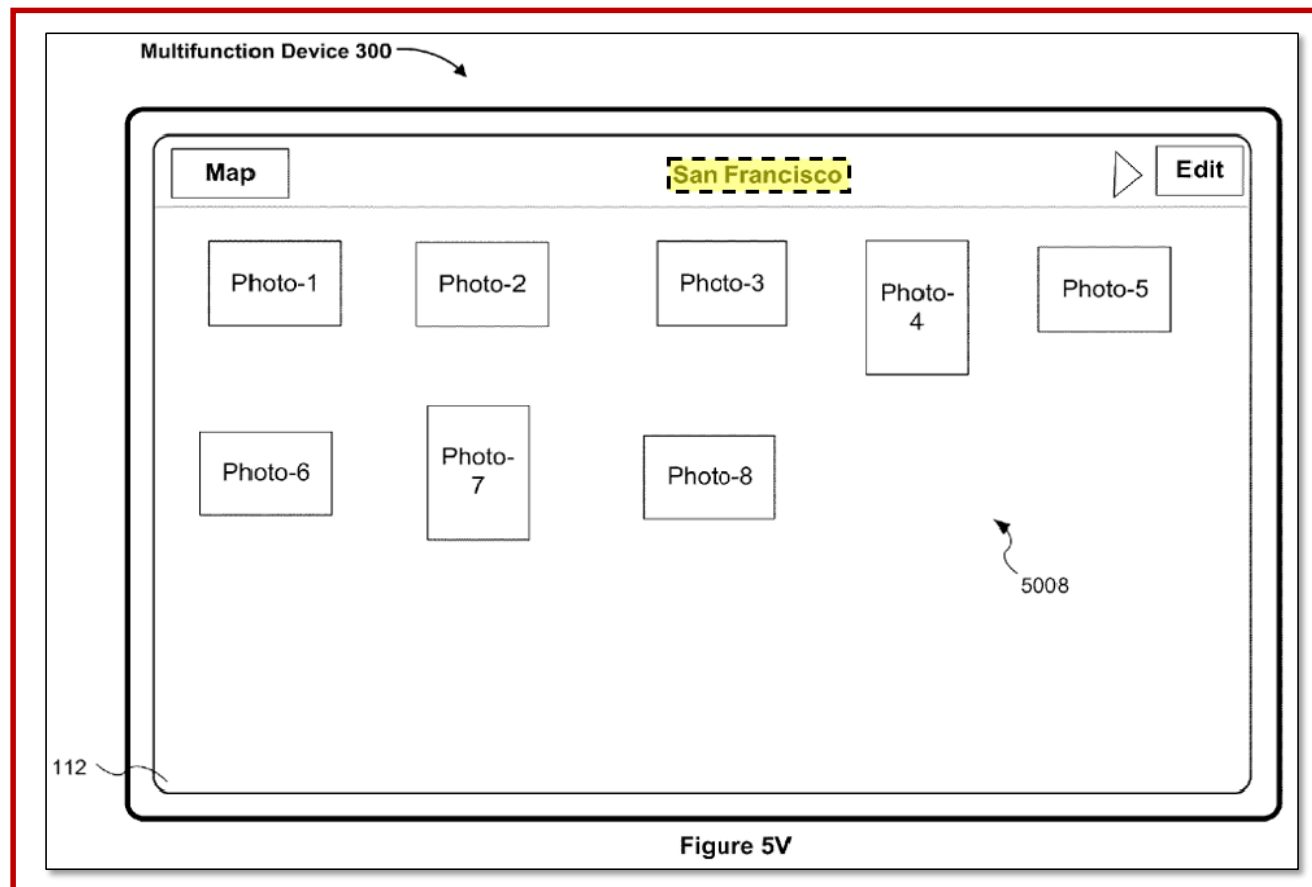 Multifunction Device 300
Map San Francisco Edit
Photo-1 Photo-2 Photo-3 Photo-
4 Photo-5
Photo-6 Photo-
7 Photo-8
5008
112
Figure 5V